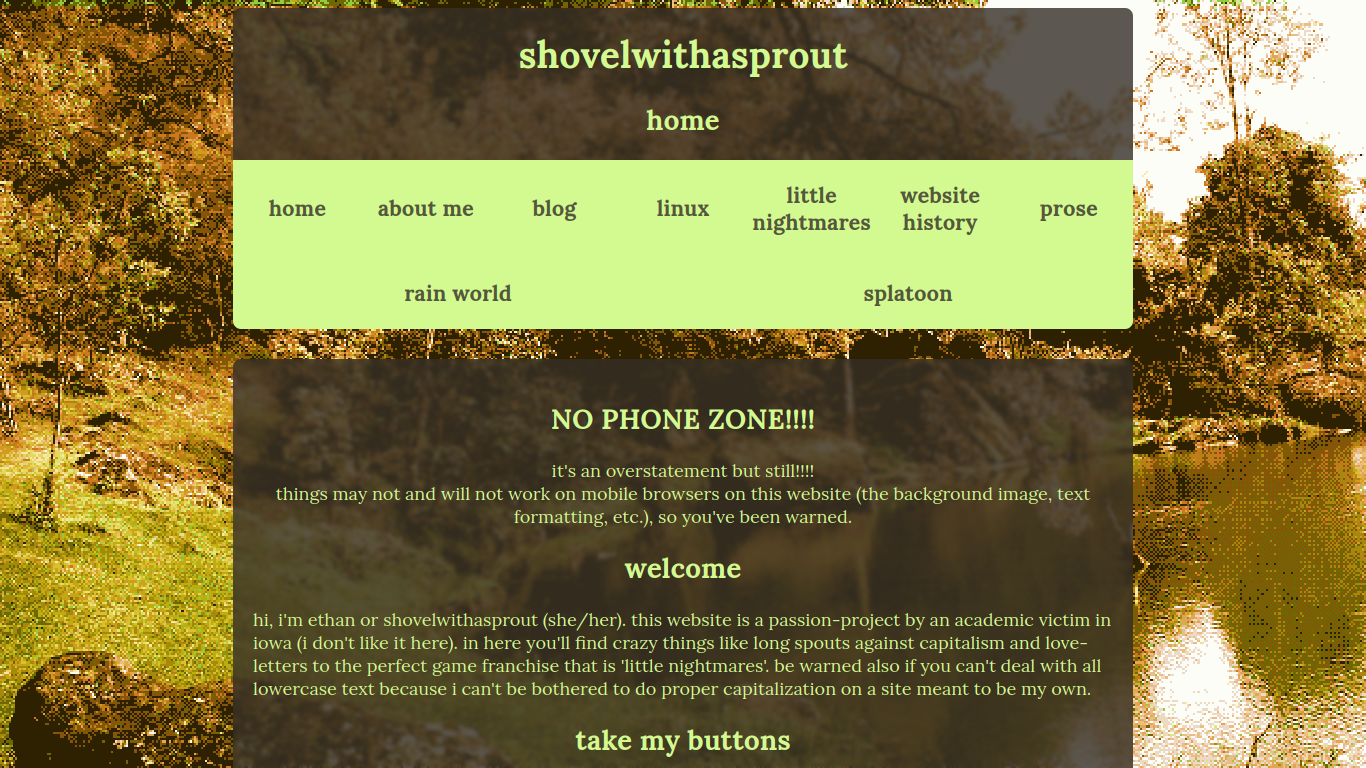 shovelwithasprout
home
home
about me
blog
linux
little
nightmares
website
history
prose
rain world
splatoon
NO PHONE ZONE!!!!
it's an overstatement but still!!!!
things may not and will not work on mobile browsers on this website (the background image, text
formatting, etc.), so you've been warned.
welcome
hi, i'm ethan or shovelwithasprout (she/her). this website is a passion-project by an academic victim in
iowa (i don't like it here). in here you'll find crazy things like long spouts against capitalism and love-
letters to the perfect game franchise that is 'little nightmares'. be warned also if you can't deal with all
lowercase text because i can't be bothered to do proper capitalization on a site meant to be my own.
take my buttons